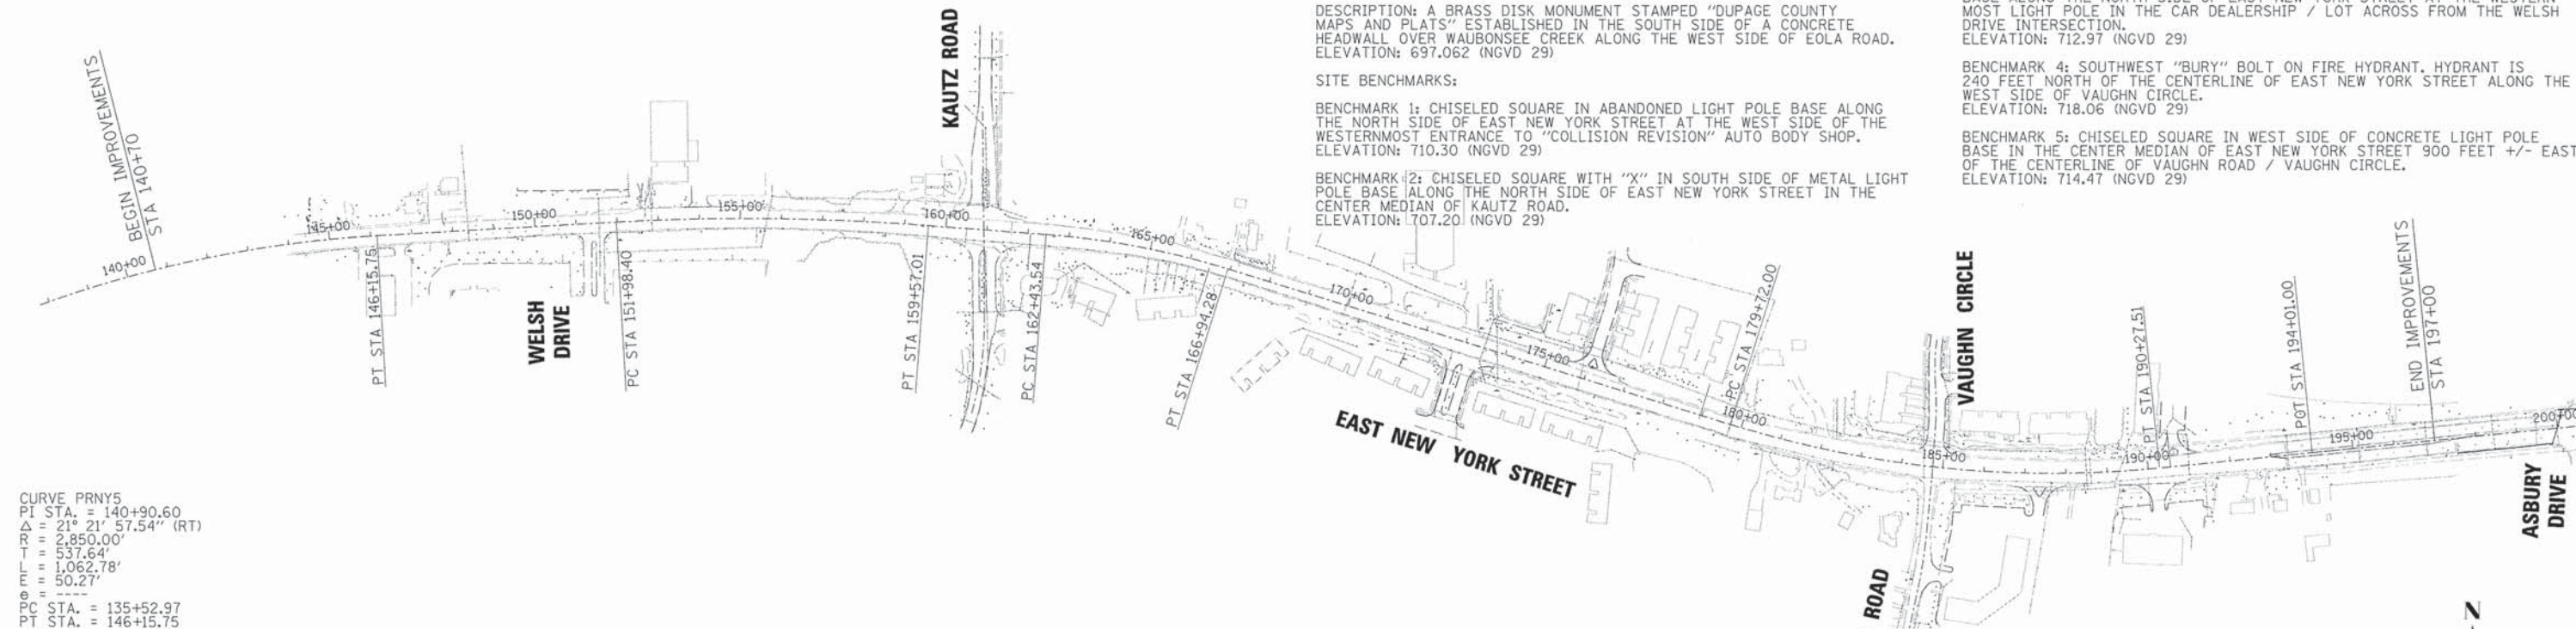 DESCRIPTION: A BRASS DISK MONUMENT STAMPED "DUPAGE COUNTY
MAPS AND PLATS" ESTABLISHED IN THE SOUTH SIDE OF A CONCRETE
HEADWALL OVER WAUBONSEE CREEK ALONG THE WEST SIDE OF EOLA ROAD.
ELEVATION: 697.062 (NGVD 29)
SITE BENCHMARKS:
BENCHMARK 1: CHISELED SQUARE IN ABANDONED LIGHT POLE BASE ALONG
THE NORTH SIDE OF EAST NEW YORK STREET AT THE WEST SIDE OF THE
WESTERNMOST ENTRANCE TO "COLLISION REVISION" AUTO BODY SHOP.
ELEVATION: 710.30 (NGVD 29)
BENCHMARK 2: CHISELED SQUARE WITH "X" IN SOUTH SIDE OF METAL LIGHT
POLE BASE ALONG THE NORTH SIDE OF EAST NEW YORK STREET IN THE
CENTER MEDIAN OF KAUTZ ROAD.
ELEVATION: 707.20 (NGVD 29)
MOST LIGHT POLE IN THE CAR DEALERSHIP / LOT ACROSS FROM THE WELSH
DRIVE INTERSECTION.
ELEVATION: 712.97 (NGVD 29)
BENCHMARK 4: SOUTHWEST "BURY" BOLT ON FIRE HYDRANT. HYDRANT IS
240 FEET NORTH OF THE CENTERLINE OF EAST NEW YORK STREET ALONG THE
WEST SIDE OF VAUGHN CIRCLE.
ELEVATION: 718.06 (NGVD 29)
BENCHMARK 5: CHISELED SQUARE IN WEST SIDE OF CONCRETE LIGHT POLE
BASE IN THE CENTER MEDIAN OF EAST NEW YORK STREET 900 FEET +/- EAST
OF THE CENTERLINE OF VAUGHN ROAD / VAUGHN CIRCLE.
ELEVATION: 714.47 (NGVD 29)
BEGIN IMPROVEMENTS
STA 140+70
140+00
145+00
PT STA 146+15.75
150+00
WELSH
DRIVE
PC STA 151+98.40
155+00
PT STA 159+57.01
160+00
KAUTZ ROAD
PC STA 162+43.54
165+00
PT STA 166+94.28
170+00
EAST NEW YORK STREET
175+00
PC STA 179+72.00
180+00
185+00
VAUGHN CIRCLE
ROAD
190+00
PT STA 190+27.51
POT STA 194+01.00
195+00
END IMPROVEMENTS
STA 197+00
200+00
ASBURY
DRIVE
CURVE PRNY5
PI STA. = 140+90.60
Δ = 21° 21' 57.54" (RT)
R = 2,850.00'
T = 537.64'
L = 1,062.78'
E = 50.27'
e = ----
PC STA. = 135+52.97
PT STA. = 146+15.75
N